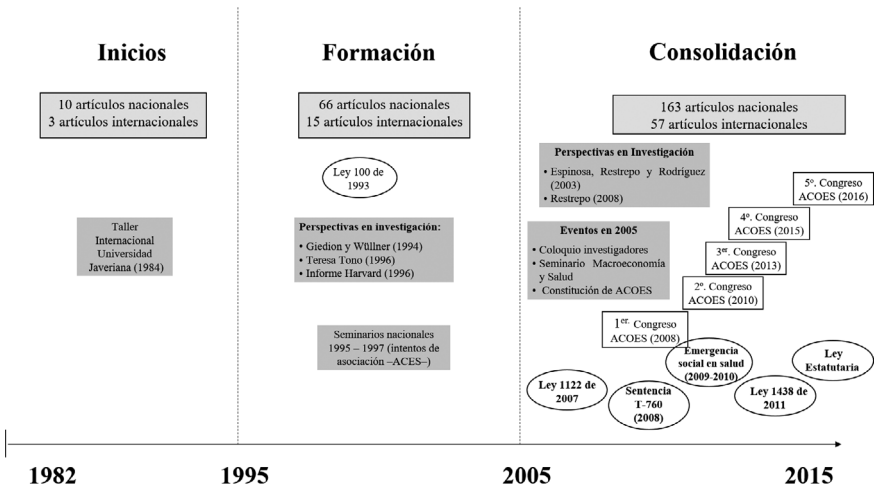 Inicios
10 artículos nacionales
3 artículos internacionales
Taller
Internacional
Universidad
Javeriana (1984)
Formación
66 artículos nacionales
15 artículos internacionales
Ley 100 de
1993
Perspectivas en investigación:
• Giedion y Wüllner (1994)
• Teresa Tono (1996)
• Informe Harvard (1996)
Seminarios nacionales
1995 – 1997 (intentos de
asociación –ACES–)
Consolidación
163 artículos nacionales
57 artículos internacionales
Perspectivas en Investigación
• Espinosa, Restrepo y Rodríguez
(2003)
• Restrepo (2008)
Eventos en 2005
• Coloquio investigadores
• Seminario Macroeconomía
y Salud
• Constitución de ACOES
5º. Congreso
ACOES (2016)
4º. Congreso
ACOES (2015)
3er. Congreso
ACOES (2013)
2º. Congreso
ACOES (2010)
1er. Congreso
ACOES (2008)
Ley 1122 de
2007
Sentencia
T-760
(2008)
Emergencia
social en salud
(2009-2010)
Ley 1438 de
2011
Ley
Estatutaria
1982
1995
2005
2015